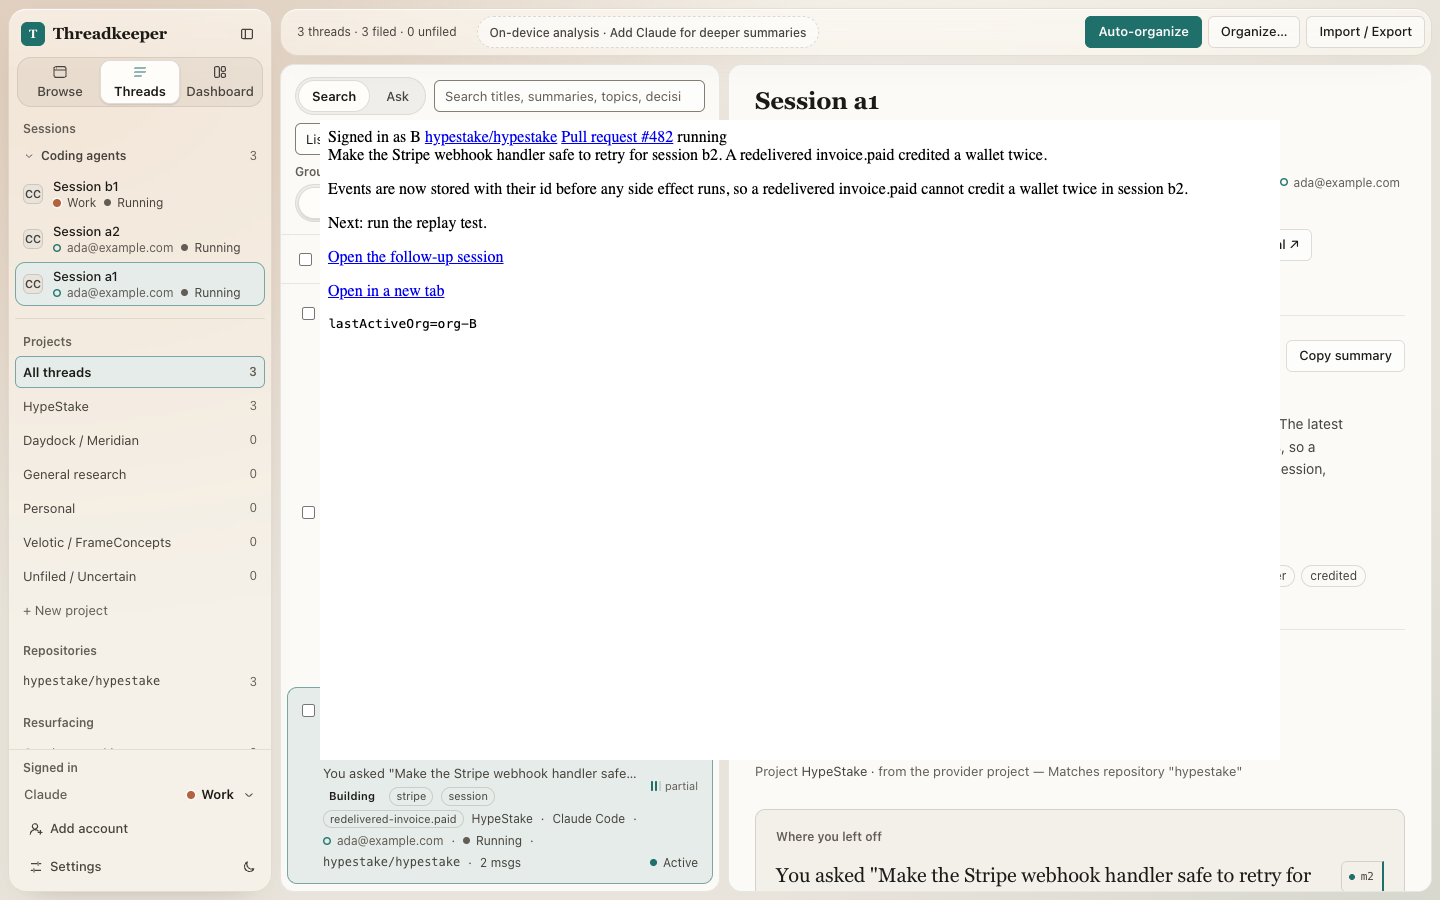 T Threadkeeper
Browse
Threads
Dashboard
Sessions
Coding agents 3
CC Session b1
Work Running
CC Session a2
ada@example.com Running
CC Session a1
ada@example.com Running
Projects
All threads 3
HypeStake 3
Daydock / Meridian 0
General research 0
Personal 0
Velotic / FrameConcepts 0
Unfiled / Uncertain 0
+ New project
Repositories
hypestake/hypestake 3
Resurfacing
Signed in
Claude Work
Add account
Settings
3 threads · 3 filed · 0 unfiled
On-device analysis · Add Claude for deeper summaries
Auto-organize
Organize...
Import / Export
Search Ask
Search titles, summaries, topics, decisi
Lis
Grou
Signed in as B hypestake/hypestake Pull request #482 running
Make the Stripe webhook handler safe to retry for session b2. A redelivered invoice.paid credited a wallet twice.
Events are now stored with their id before any side effect runs, so a redelivered invoice.paid cannot credit a wallet twice in session b2.
Next: run the replay test.
Open the follow-up session
Open in a new tab
lastActiveOrg=org-B
You asked "Make the Stripe webhook handler safe...
partial
Building stripe session
redelivered-invoice.paid HypeStake · Claude Code ·
ada@example.com · Running ·
hypestake/hypestake · 2 msgs
Active
Session a1
ada@example.com
al ↗
Copy summary
The latest
, so a
ession,
er credited
Project HypeStake · from the provider project — Matches repository "hypestake"
Where you left off
You asked "Make the Stripe webhook handler safe to retry for
m2